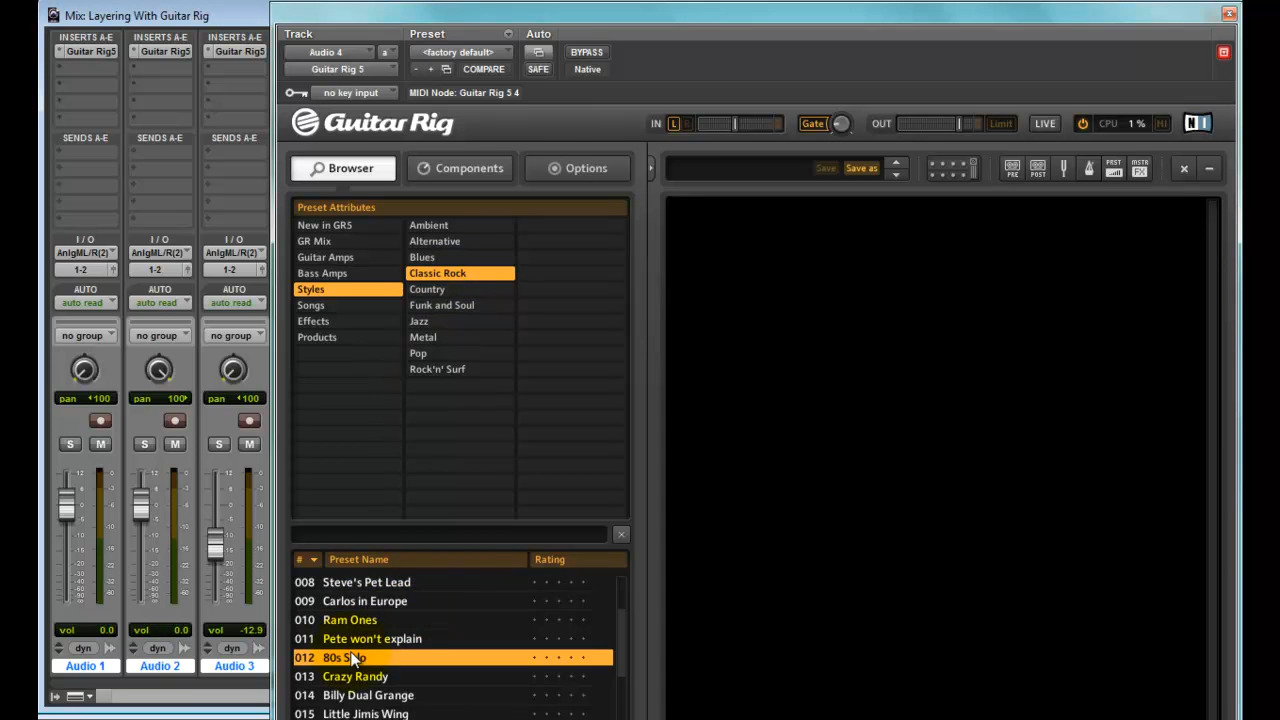 Mix: Layering With Guitar Rig
INSERTS A-E INSERTS A-E INSERTS A-E
Guitar Rig5 Guitar Rig5 Guitar Rig5
SENDS A-E SENDS A-E SENDS A-E
I / O I / O I / O
AnlgML/R(2) AnlgML/R(2) AnlgML/R(2)
1-2 1-2 1-2
AUTO AUTO AUTO
auto read auto read auto read
no group no group no group
pan ◂100 pan 100▸ pan ◂100
S M S M S M
vol 0.0 vol 0.0 vol -12.9
dyn dyn dyn
Audio 1 Audio 2 Audio 3
Track Preset Auto
Audio 4 a <factory default> BYPASS
Guitar Rig 5 - + COMPARE SAFE Native
no key input MIDI Node: Guitar Rig 5 4
Guitar Rig IN L R Gate OUT Limit LIVE CPU 1 % NI
Browser Components Options Save Save as PRE POST PRST MSTR FX
Preset Attributes
New in GR5 Ambient
GR Mix Alternative
Guitar Amps Blues
Bass Amps Classic Rock
Styles Country
Songs Funk and Soul
Effects Jazz
Products Metal
Pop
Rock'n' Surf
# Preset Name Rating
008 Steve's Pet Lead
009 Carlos in Europe
010 Ram Ones
011 Pete won't explain
012 80s Solo
013 Crazy Randy
014 Billy Dual Grange
015 Little Jimis Wing